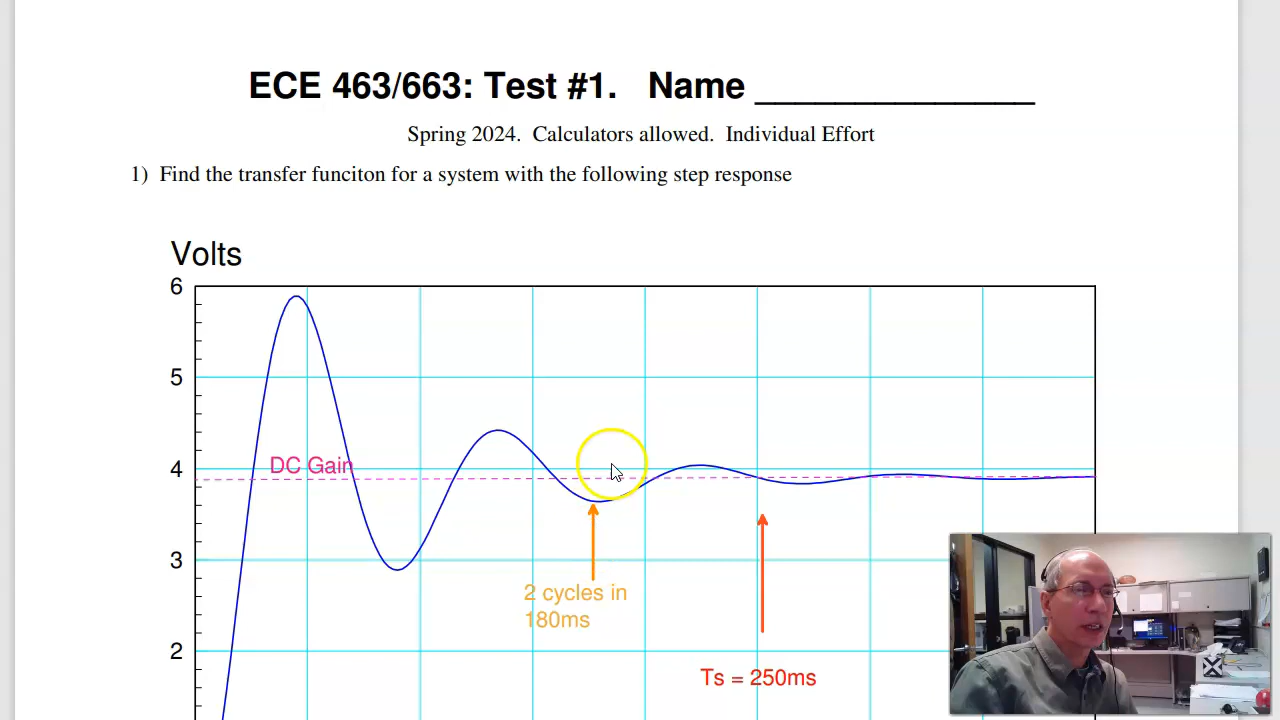 ECE 463/663: Test #1. Name ______________
Spring 2024. Calculators allowed. Individual Effort
1) Find the transfer funciton for a system with the following step response
Volts
6
5
4
3
2
DC Gain
2 cycles in
180ms
Ts = 250ms